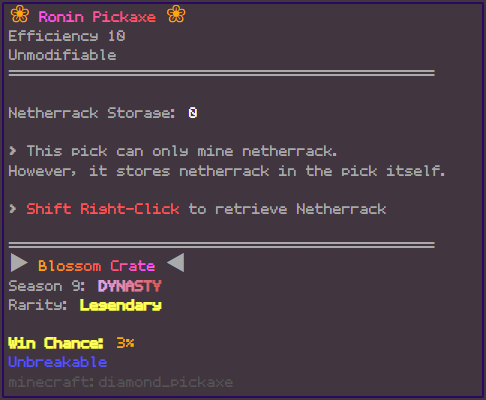 ❀ Ronin Pickaxe ❀
Efficiency 10
Unmodifiable
Netherrack Storage: 0
> This pick can only mine netherrack.
However, it stores netherrack in the pick itself.
> Shift Right-Click to retrieve Netherrack
▶ Blossom Crate ◀
Season 9: DYNASTY
Rarity: Legendary
Win Chance: 3%
Unbreakable
minecraft:diamond_pickaxe